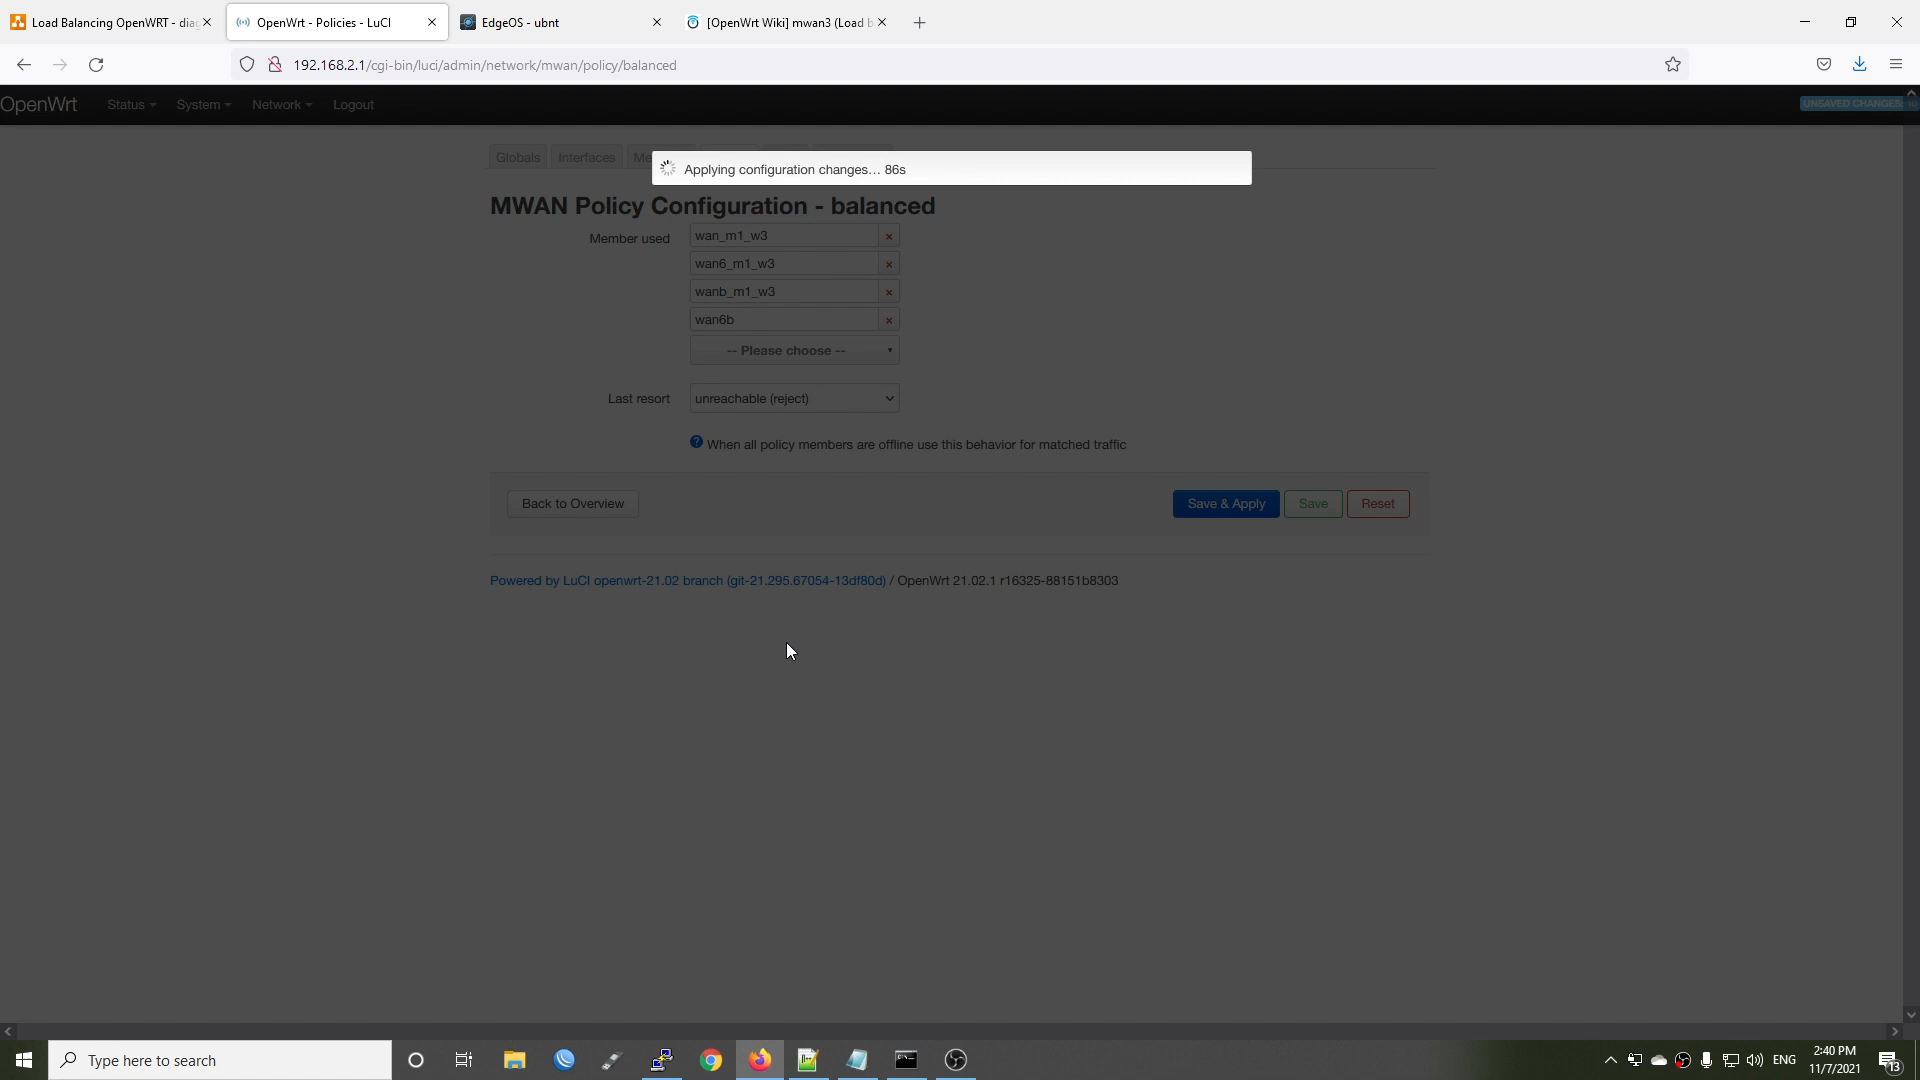 Load Balancing OpenWRT - diag
OpenWrt - Policies - LuCI
EdgeOS - ubnt
[OpenWrt Wiki] mwan3 (Load b
192.168.2.1/cgi-bin/luci/admin/network/mwan/policy/balanced
OpenWrt
Status
System
Network
Logout
UNSAVED CHANGES: 10
Globals
Interfaces
Me
Applying configuration changes… 86s
MWAN Policy Configuration - balanced
Member used
wan_m1_w3
wan6_m1_w3
wanb_m1_w3
wan6b
-- Please choose --
Last resort
unreachable (reject)
When all policy members are offline use this behavior for matched traffic
Back to Overview
Save & Apply
Save
Reset
Powered by LuCI openwrt-21.02 branch (git-21.295.67054-13df80d) / OpenWrt 21.02.1 r16325-88151b8303
Type here to search
ENG
2:40 PM
11/7/2021
13